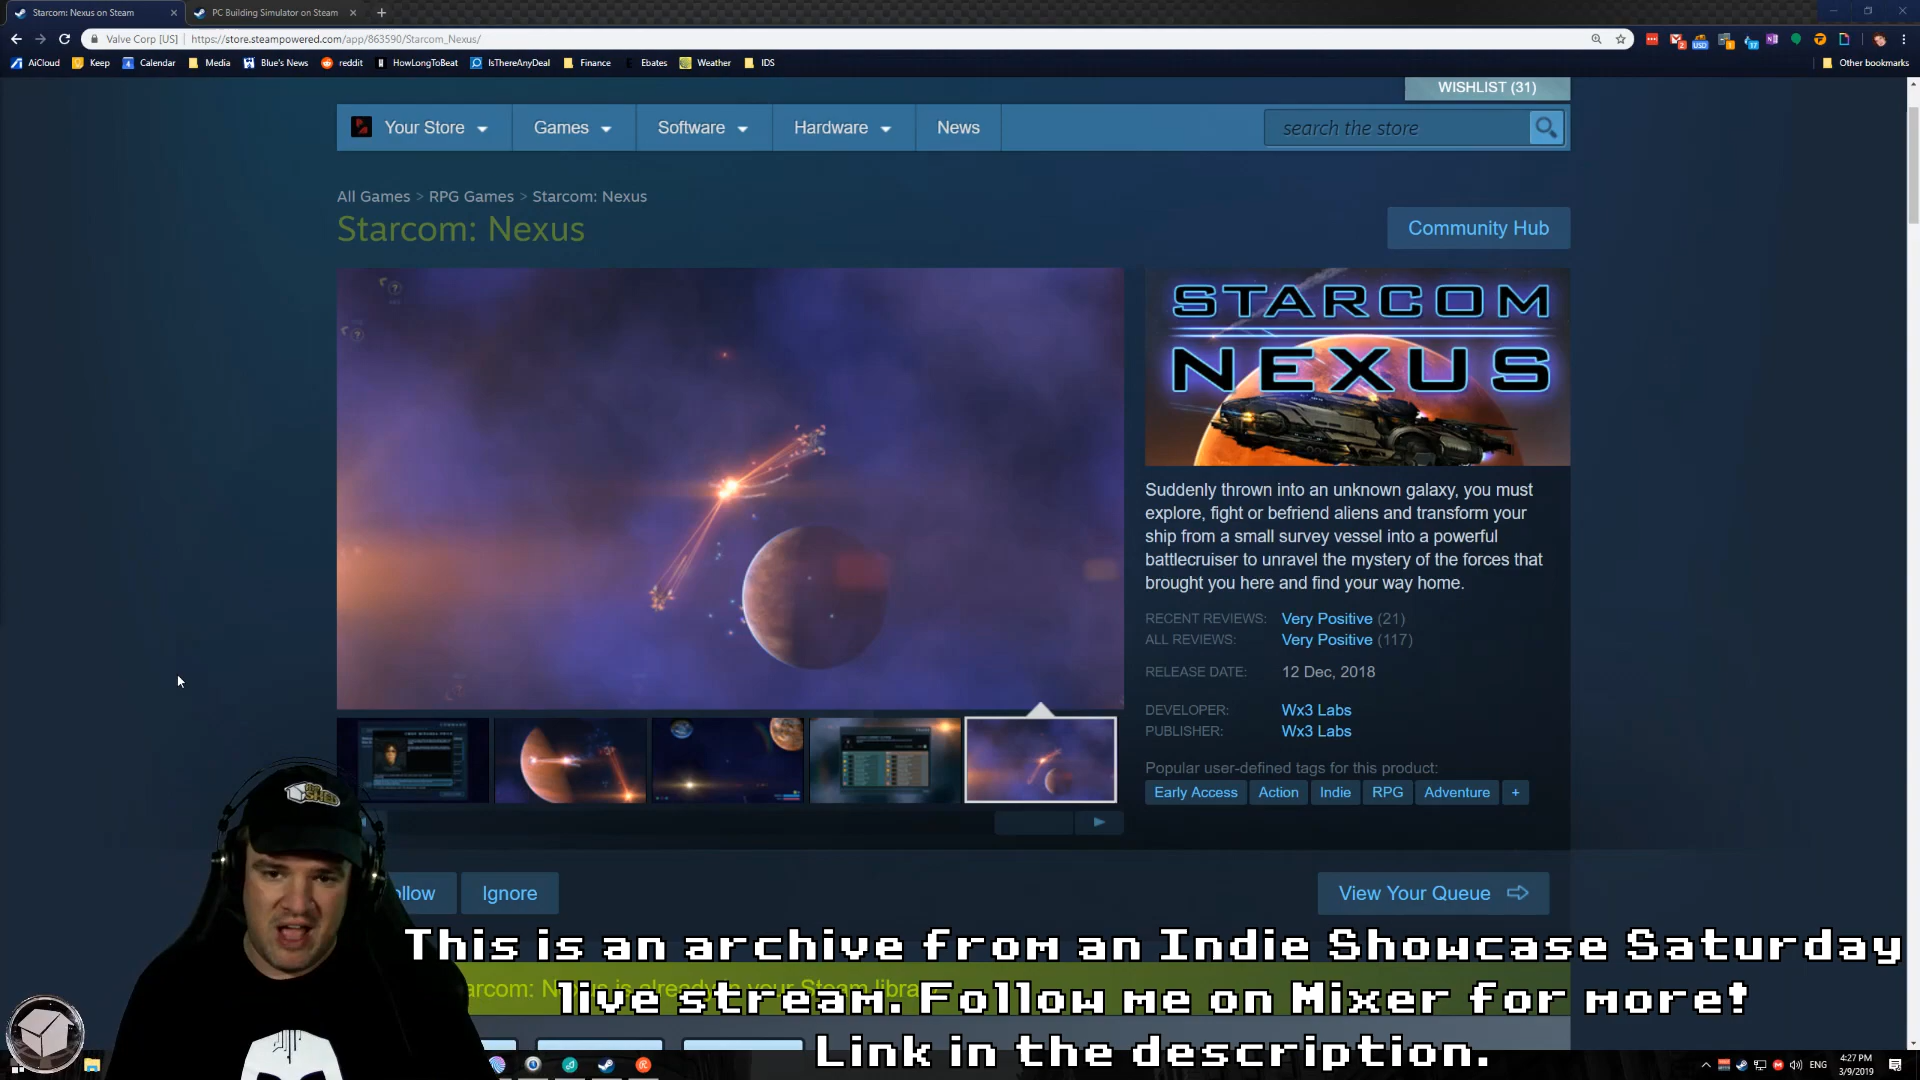 Starcom: Nexus on Steam
PC Building Simulator on Steam
Valve Corp [US] https://store.steampowered.com/app/863590/Starcom_Nexus/
AiCloud Keep Calendar Media Blue's News reddit HowLongToBeat IsThereAnyDeal Finance Ebates Weather IDS Other bookmarks
WISHLIST (31)
Your Store Games Software Hardware News search the store
All Games > RPG Games > Starcom: Nexus
Starcom: Nexus
Community Hub
STARCOM
NEXUS
Suddenly thrown into an unknown galaxy, you must
explore, fight or befriend aliens and transform your
ship from a small survey vessel into a powerful
battlecruiser to unravel the mystery of the forces that
brought you here and find your way home.
RECENT REVIEWS: Very Positive (21)
ALL REVIEWS: Very Positive (117)
RELEASE DATE: 12 Dec, 2018
DEVELOPER: Wx3 Labs
PUBLISHER: Wx3 Labs
Popular user-defined tags for this product:
Early Access Action Indie RPG Adventure +
ollow Ignore View Your Queue
This is an archive from an Indie Showcase Saturday
live stream. Follow me on Mixer for more!
Link in the description.
arcom: N is already in your Steam libra
ENG
4:27 PM
3/9/2019